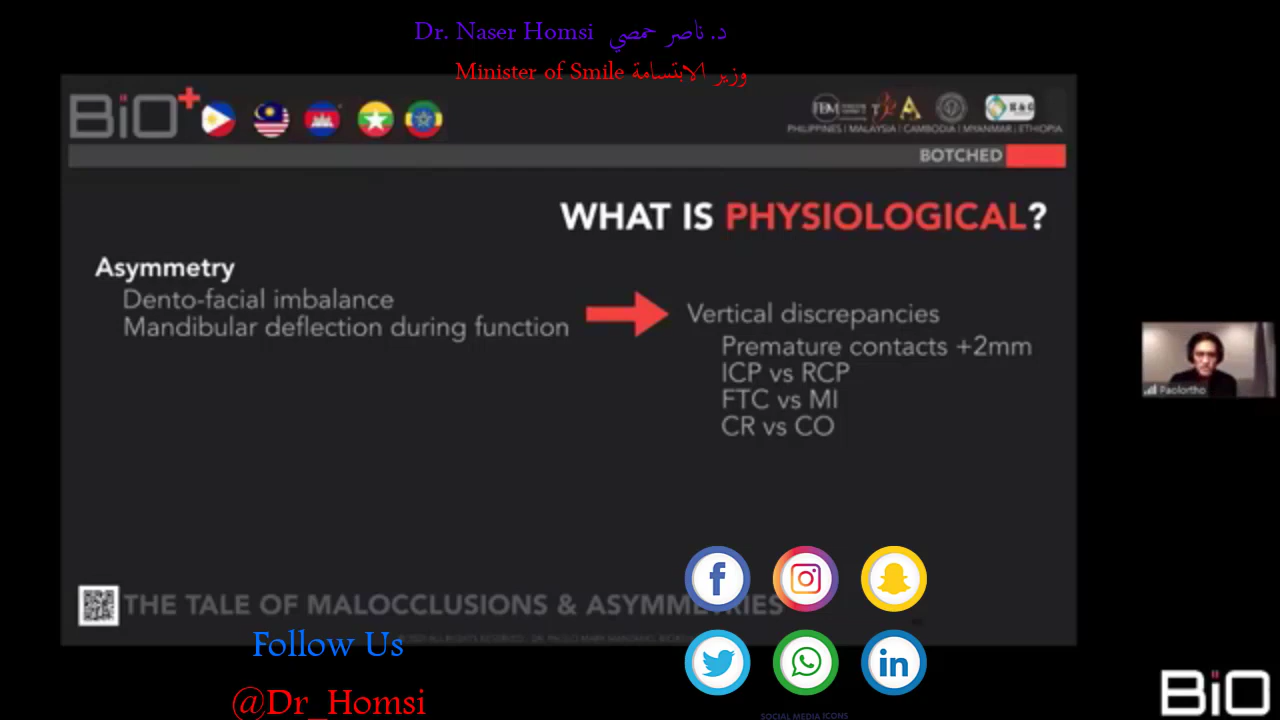 Dr. Naser Homsi د. ناصر حمصي
Minister of Smile وزير الابتسامة
BiO+
PHILIPPINES | MALAYSIA | CAMBODIA | MYANMAR | ETHIOPIA
BOTCHED
WHAT IS PHYSIOLOGICAL?
Asymmetry
Dento-facial imbalance
Mandibular deflection during function
Vertical discrepancies
Premature contacts +2mm
ICP vs RCP
FTC vs MI
CR vs CO
Paolortho
THE TALE OF MALOCCLUSIONS & ASYMMETRIES
Follow Us
@Dr_Homsi
SOCIAL MEDIA ICONS
BiO